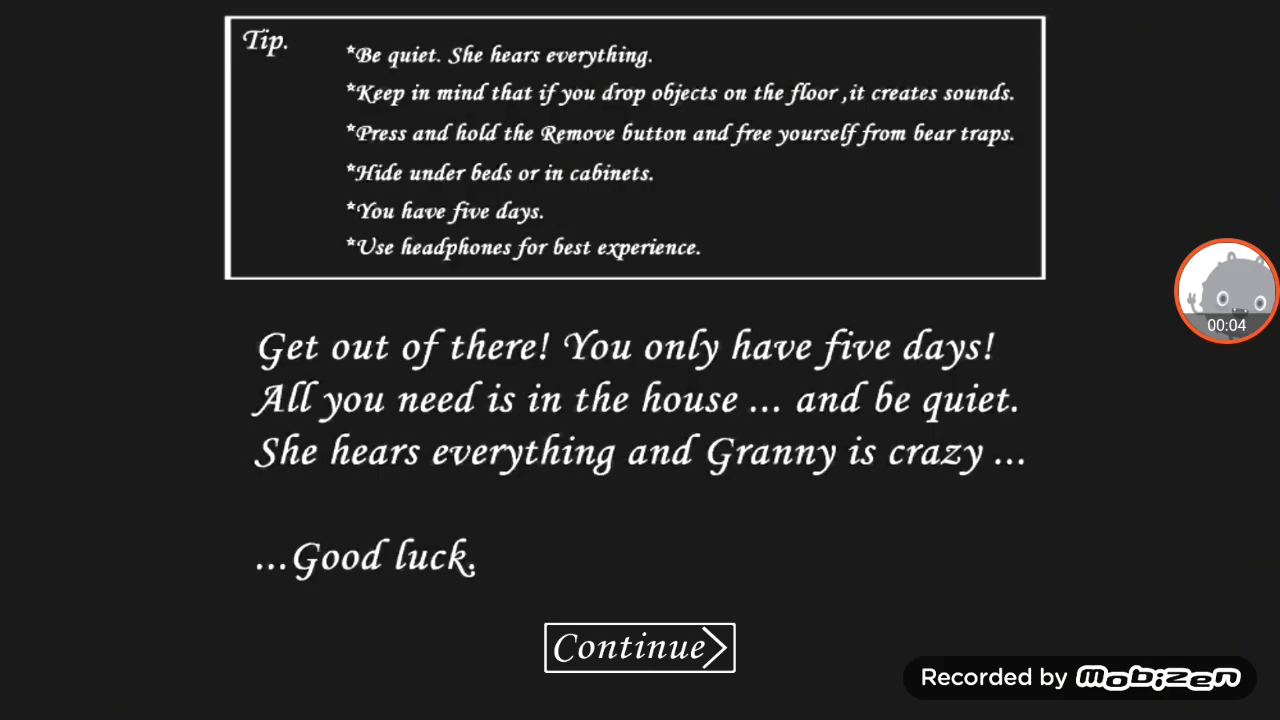 Tip.
*Be quiet. She hears everything.
*Keep in mind that if you drop objects on the floor ,it creates sounds.
*Press and hold the Remove button and free yourself from bear traps.
*Hide under beds or in cabinets.
*You have five days.
*Use headphones for best experience.
00:04
Get out of there! You only have five days!
All you need is in the house ... and be quiet.
She hears everything and Granny is crazy ...
...Good luck.
Continue
Recorded by mobizen